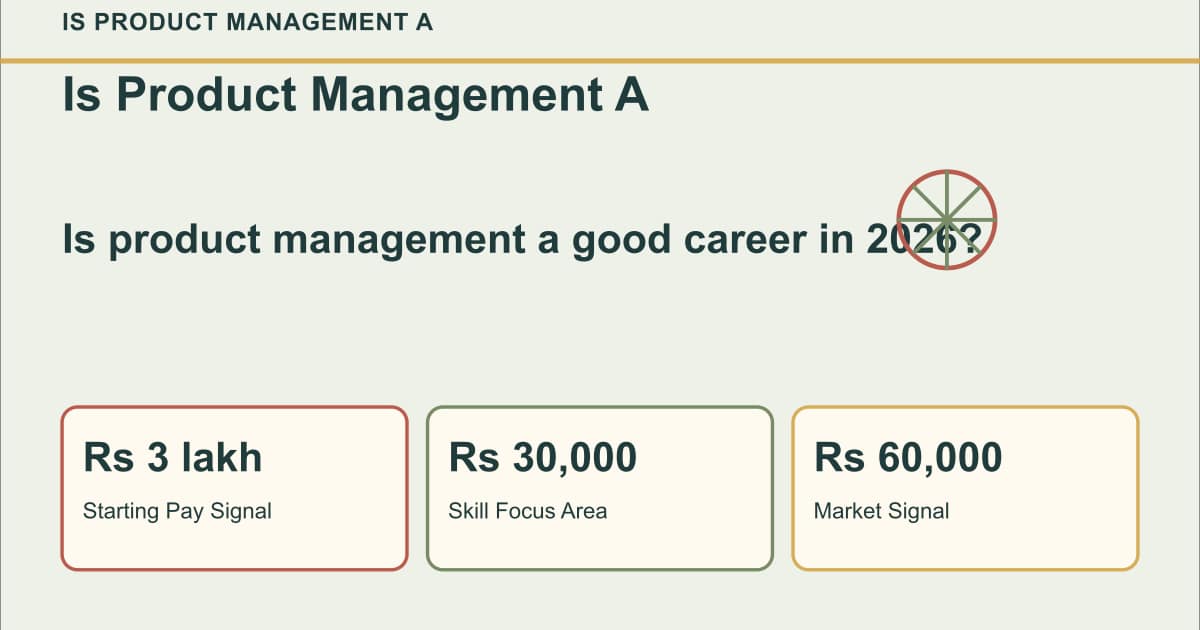 IS PRODUCT MANAGEMENT A
Is Product Management A
Is product management a good career in 2026?
Rs 3 lakh
Starting Pay Signal
Rs 30,000
Skill Focus Area
Rs 60,000
Market Signal